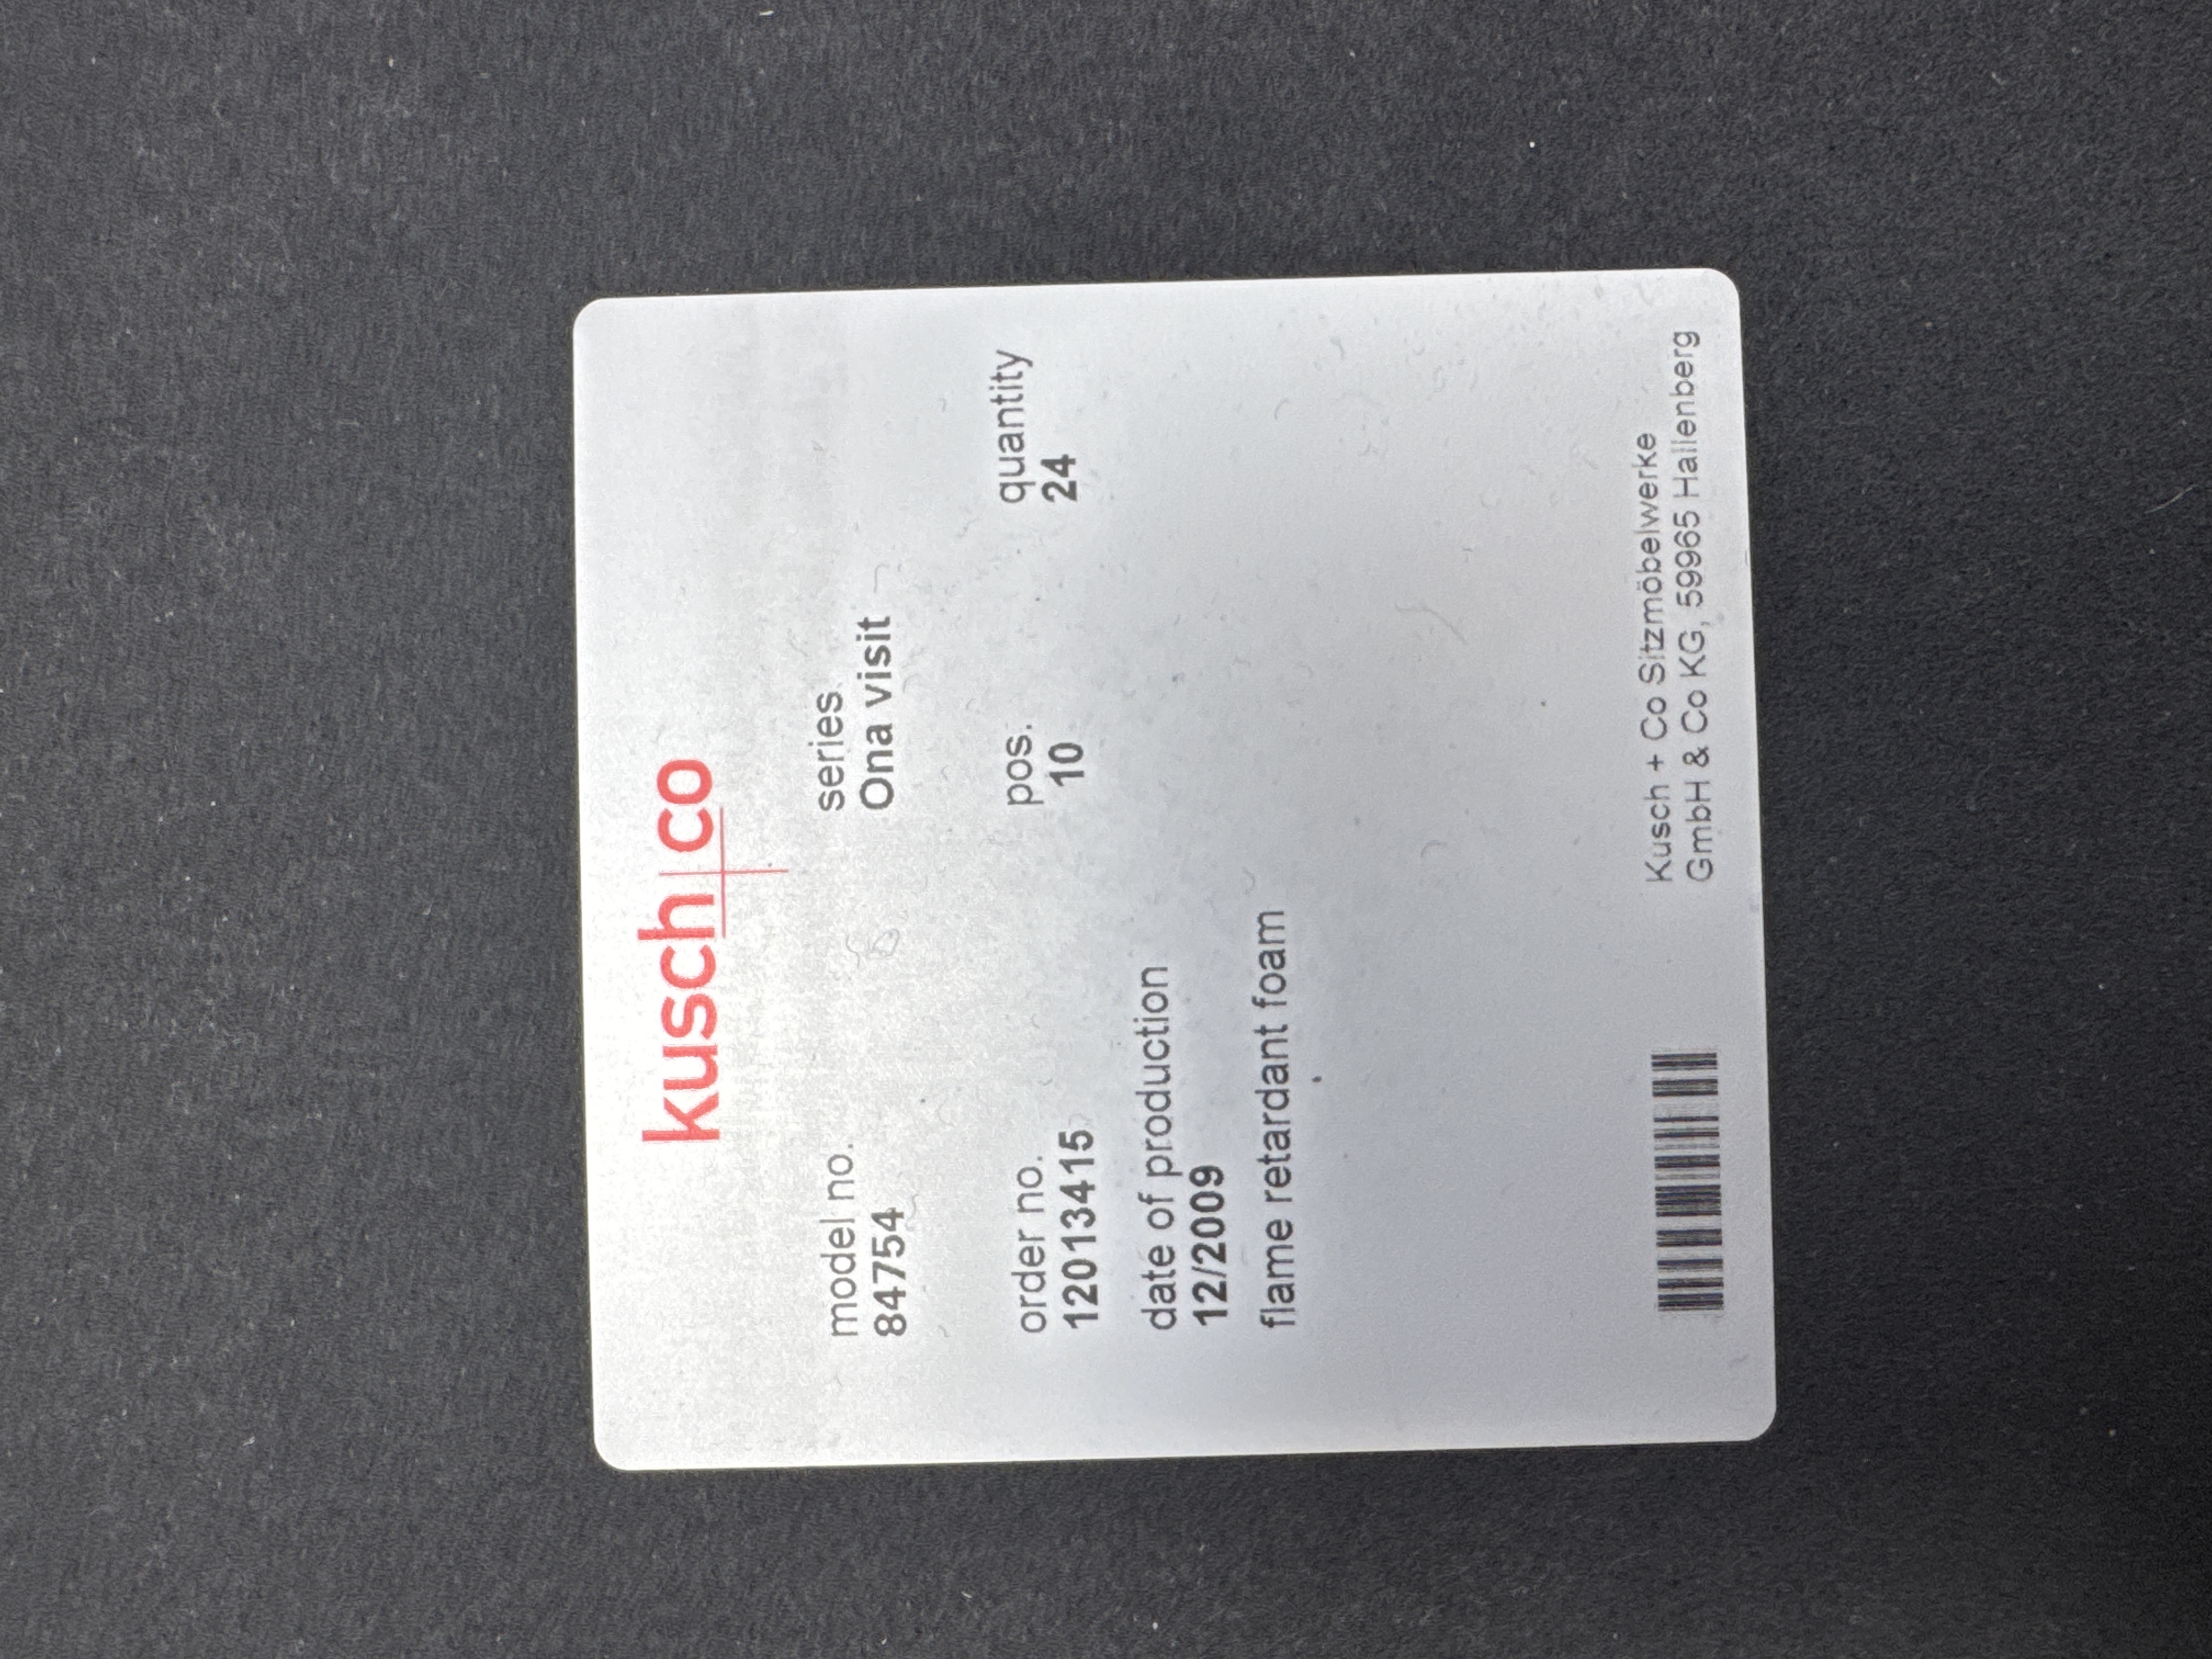 kusch+co
model no. series
84754 Ona visit
order no. pos. quantity
12013415 10 24
date of production
12/2009
flame retardant foam
Kusch + Co Sitzmöbelwerke
GmbH & Co KG, 59965 Hallenberg